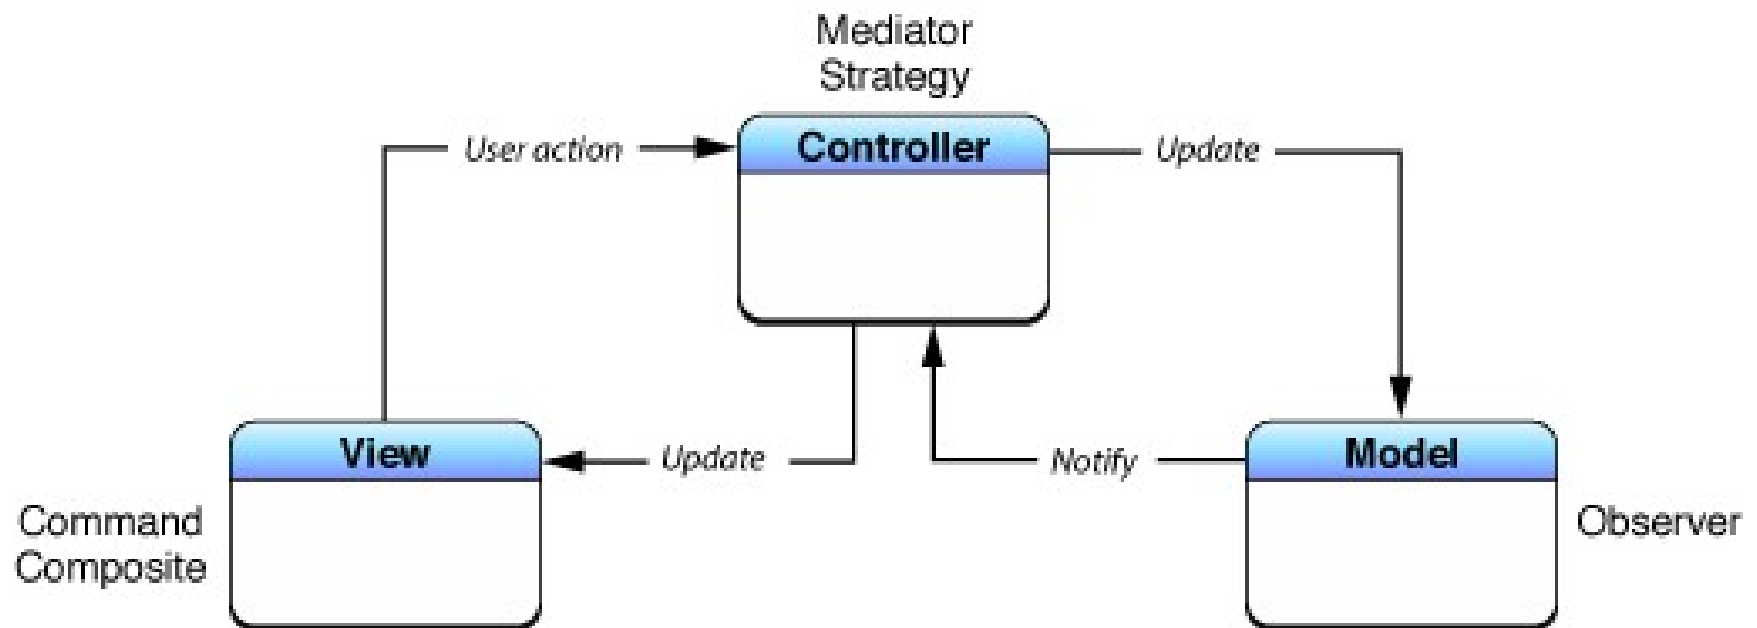 Mediator
Strategy
User action
Controller
Update
View
Update
Notify
Model
Command
Composite
Observer